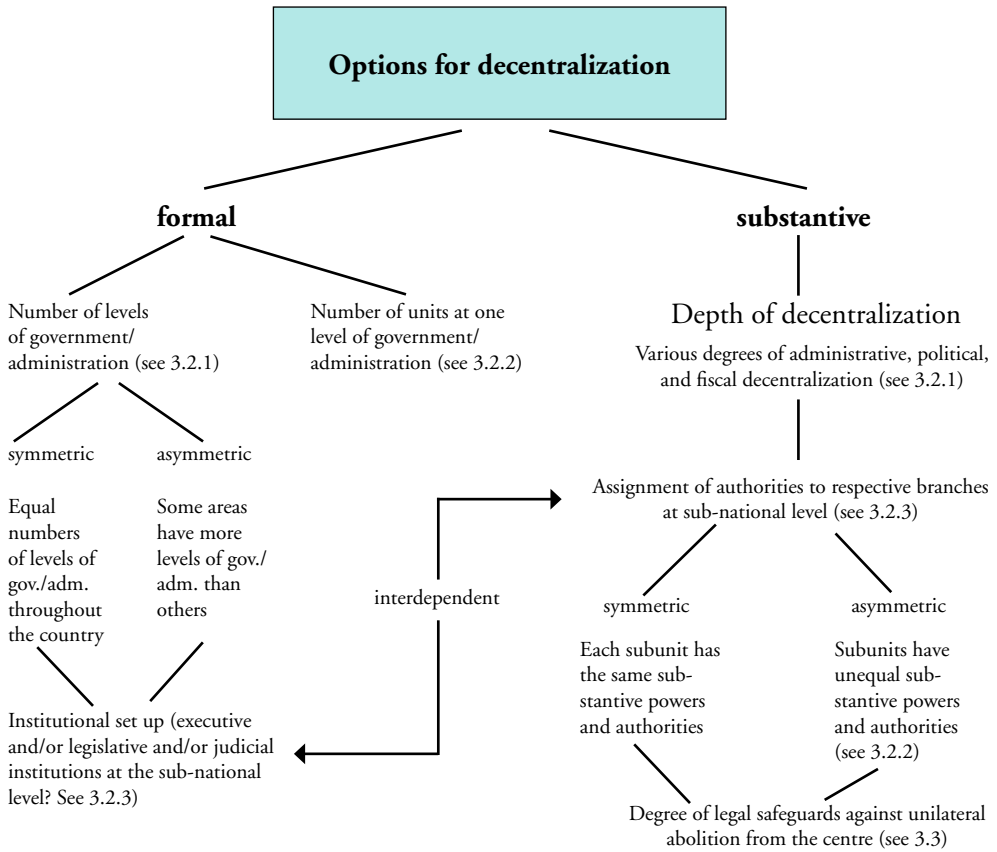 Options for decentralization
formal
substantive
Number of levels
of government/
administration (see 3.2.1)
Number of units at one
level of government/
administration (see 3.2.2)
Depth of decentralization
Various degrees of administrative, political,
and fiscal decentralization (see 3.2.1)
symmetric
asymmetric
Equal
numbers
of levels of
gov./adm.
throughout
the country
Some areas
have more
levels of gov./
adm. than
others
Institutional set up (executive
and/or legislative and/or judicial
institutions at the sub-national
level? See 3.2.3)
interdependent
Assignment of authorities to respective branches
at sub-national level (see 3.2.3)
symmetric
asymmetric
Each subunit has
the same sub-
stantive powers
and authorities
Subunits have
unequal sub-
stantive powers
and authorities
(see 3.2.2)
Degree of legal safeguards against unilateral
abolition from the centre (see 3.3)